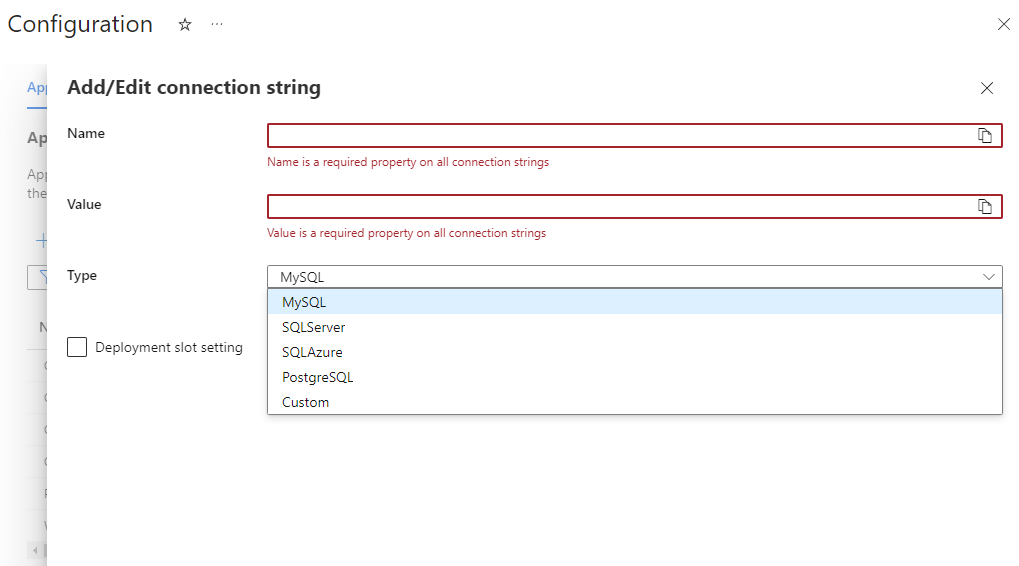 Configuration
Add/Edit connection string
App
Ap
App
the
Name
Name is a required property on all connection strings
Value
Value is a required property on all connection strings
Type
MySQL
MySQL
SQLServer
SQLAzure
PostgreSQL
Custom
Deployment slot setting
N